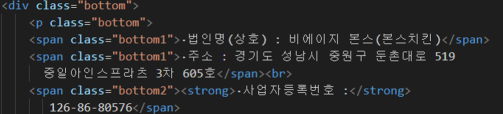 <div class="bottom">
<p class="bottom">
<span class="bottom1">·법인명(상호) : 비에이지 본스(본스치킨)</span>
<span class="bottom1">·주소 : 경기도 성남시 중원구 둔촌대로 519
중일아인스프라츠 3차 605호</span><br>
<span class="bottom2"><strong>·사업자등록번호 :</strong>
126-86-80576</span>